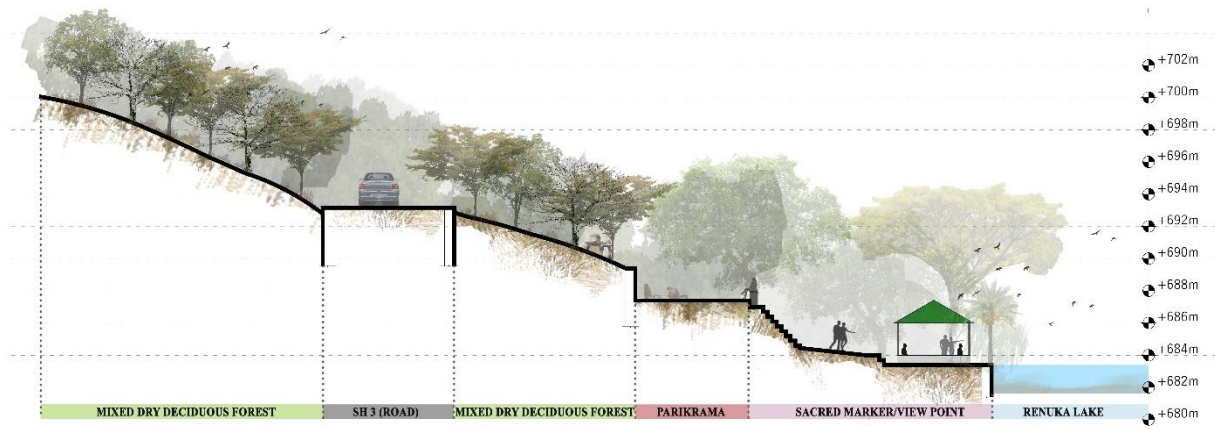 +702m
+700m
+698m
+696m
+694m
+692m
+690m
+688m
+686m
+684m
+682m
+680m
MIXED DRY DECIDUOUS FOREST
SH 3 (ROAD)
MIXED DRY DECIDUOUS FOREST
PARIKRAMA
SACRED MARKER/VIEW POINT
RENUKA LAKE